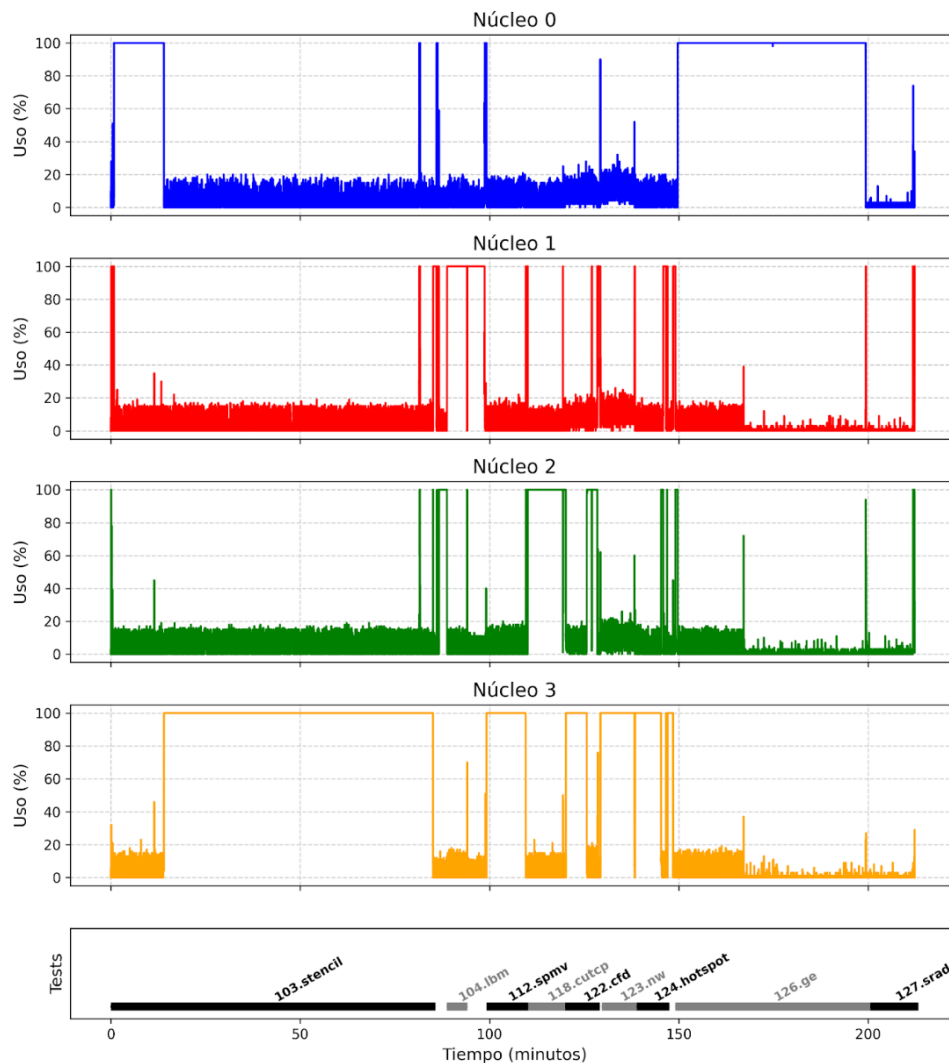 Núcleo 0
100
80
60
40
20
0
Uso (%)
Núcleo 1
100
80
60
40
20
0
Uso (%)
Núcleo 2
100
80
60
40
20
0
Uso (%)
Núcleo 3
100
80
60
40
20
0
Uso (%)
Tests
103.stencil
104.lbm
112.spmv
118.cutcp
122.cfd
123.nw
124.hotspot
126.ge
127.srad
0 50 100 150 200
Tiempo (minutos)